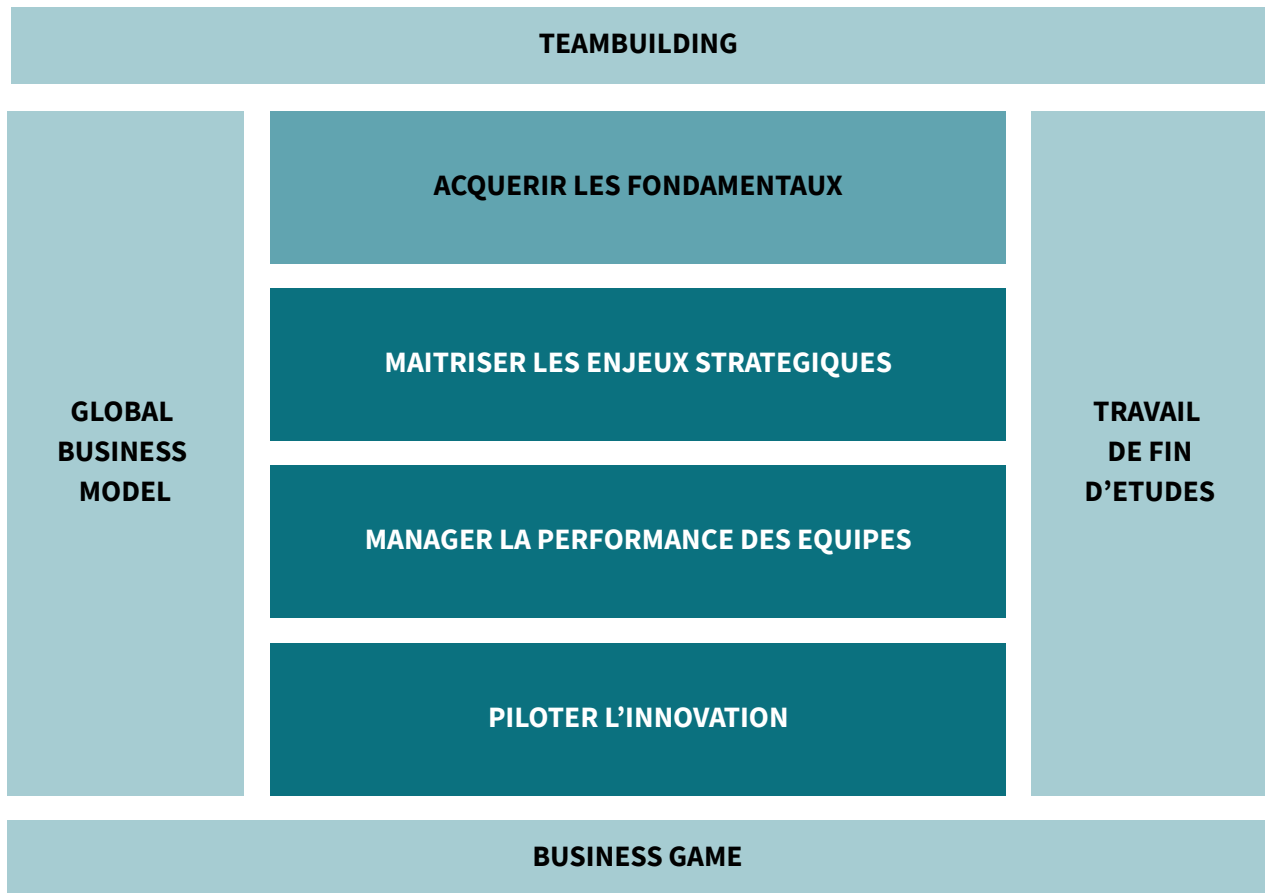 TEAMBUILDING
ACQUERIR LES FONDAMENTAUX
MAITRISER LES ENJEUX STRATEGIQUES
GLOBAL
BUSINESS
MODEL
TRAVAIL
DE FIN
D’ETUDES
MANAGER LA PERFORMANCE DES EQUIPES
PILOTER L’INNOVATION
BUSINESS GAME